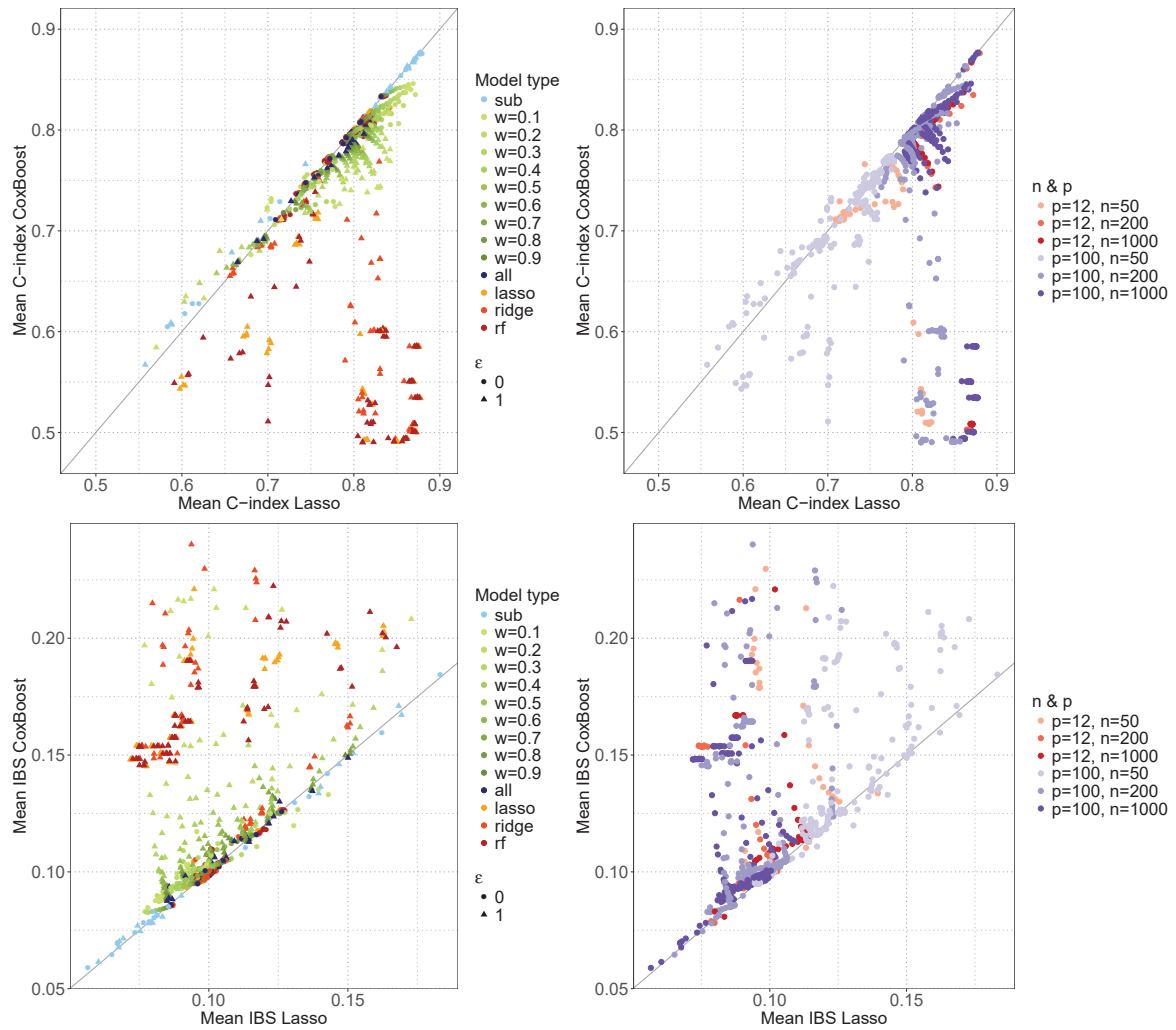 Mean C−index CoxBoost
0.9
0.8
0.7
0.6
0.5
0.5 0.6 0.7 0.8 0.9
Mean C−index Lasso
Model type
sub
w=0.1
w=0.2
w=0.3
w=0.4
w=0.5
w=0.6
w=0.7
w=0.8
w=0.9
all
lasso
ridge
rf
ε
0
1
Mean C−index CoxBoost
0.9
0.8
0.7
0.6
0.5
0.5 0.6 0.7 0.8 0.9
Mean C−index Lasso
n & p
p=12, n=50
p=12, n=200
p=12, n=1000
p=100, n=50
p=100, n=200
p=100, n=1000
Mean IBS CoxBoost
0.20
0.15
0.10
0.05
0.10 0.15
Mean IBS Lasso
Model type
sub
w=0.1
w=0.2
w=0.3
w=0.4
w=0.5
w=0.6
w=0.7
w=0.8
w=0.9
all
lasso
ridge
rf
ε
0
1
Mean IBS CoxBoost
0.20
0.15
0.10
0.05
0.10 0.15
Mean IBS Lasso
n & p
p=12, n=50
p=12, n=200
p=12, n=1000
p=100, n=50
p=100, n=200
p=100, n=1000